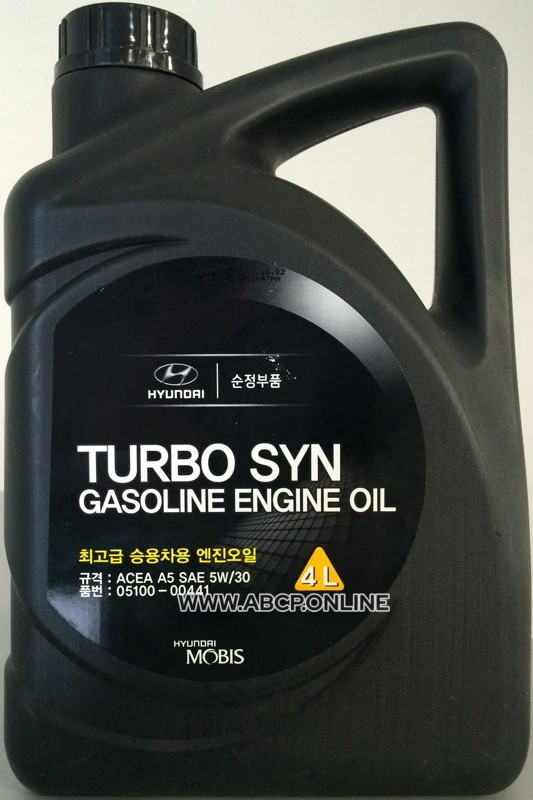 HYUNDAI
순정부품
TURBO SYN
GASOLINE ENGINE OIL
최고급 승용차용 엔진오일
규격 : ACEA A5 SAE 5W/30
품번 : 05100-00441
4 L
WWW.ABCP.ONLINE
HYUNDAI
MOBIS